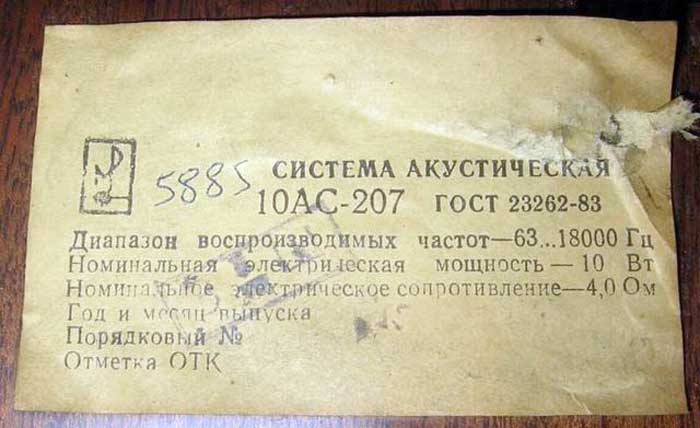 5885 СИСТЕМА АКУСТИЧЕСКАЯ
10АС-207 ГОСТ 23262-83
Диапазон воспроизводимых частот—63...18000 Гц
Номинальная электрическая мощность — 10 Вт
Номинальное электрическое сопротивление—4,0 Ом
Год и месяц выпуска
Порядковый №
Отметка ОТК